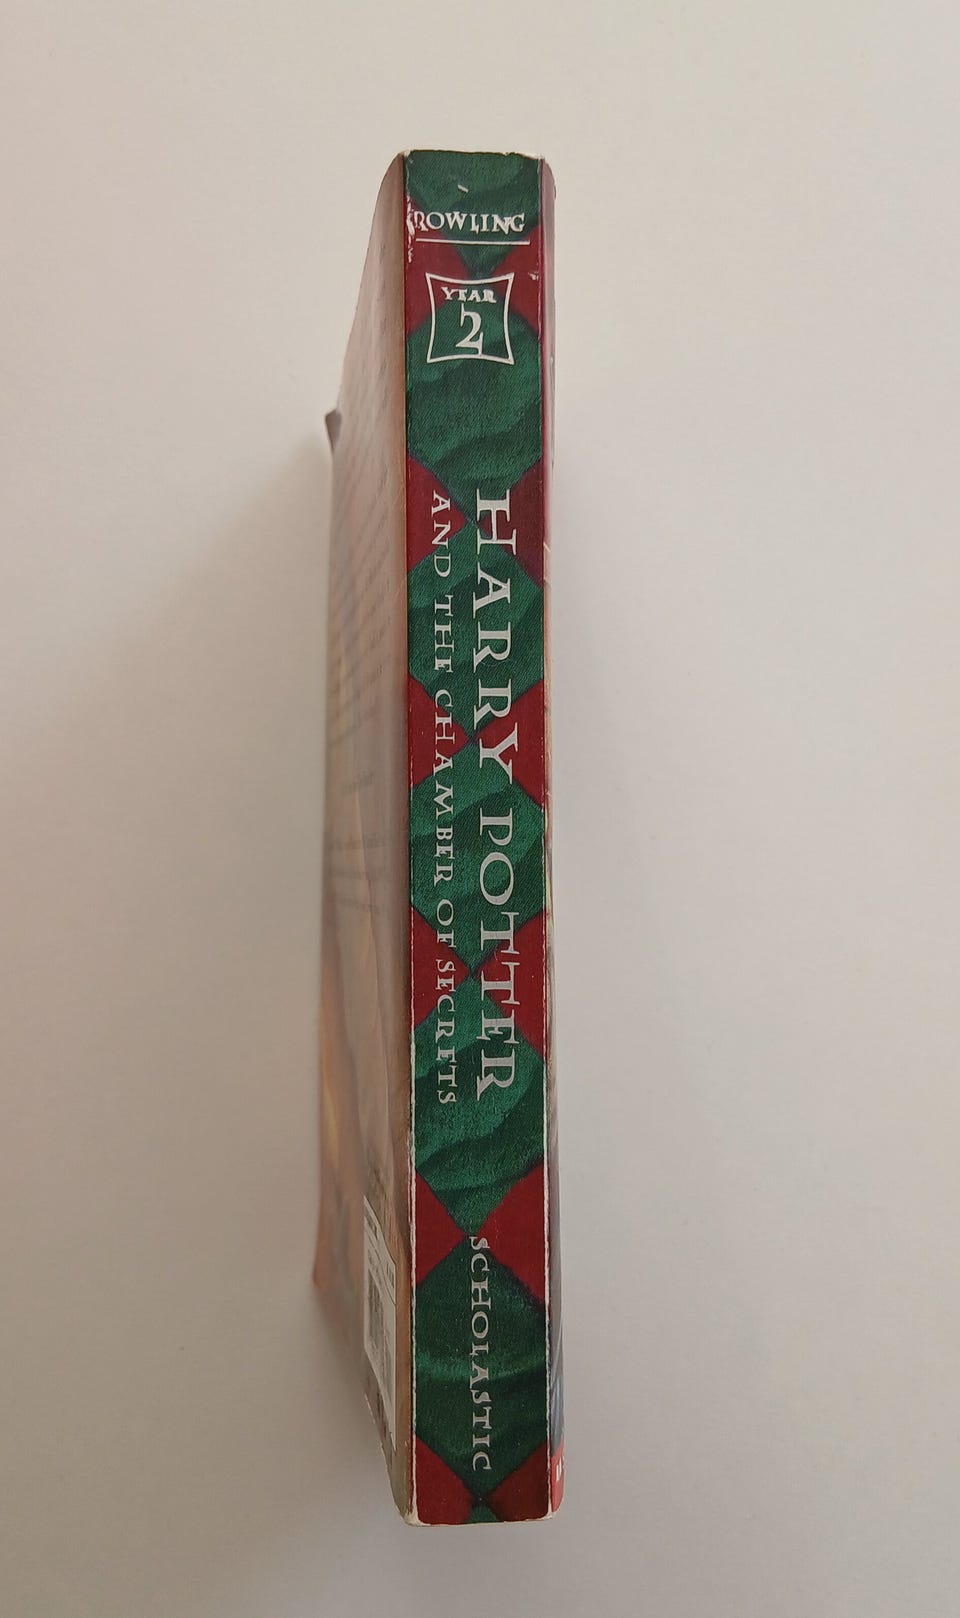 ROWLING
YEAR
2
HARRY POTTER
AND THE CHAMBER OF SECRETS
SCHOLASTIC